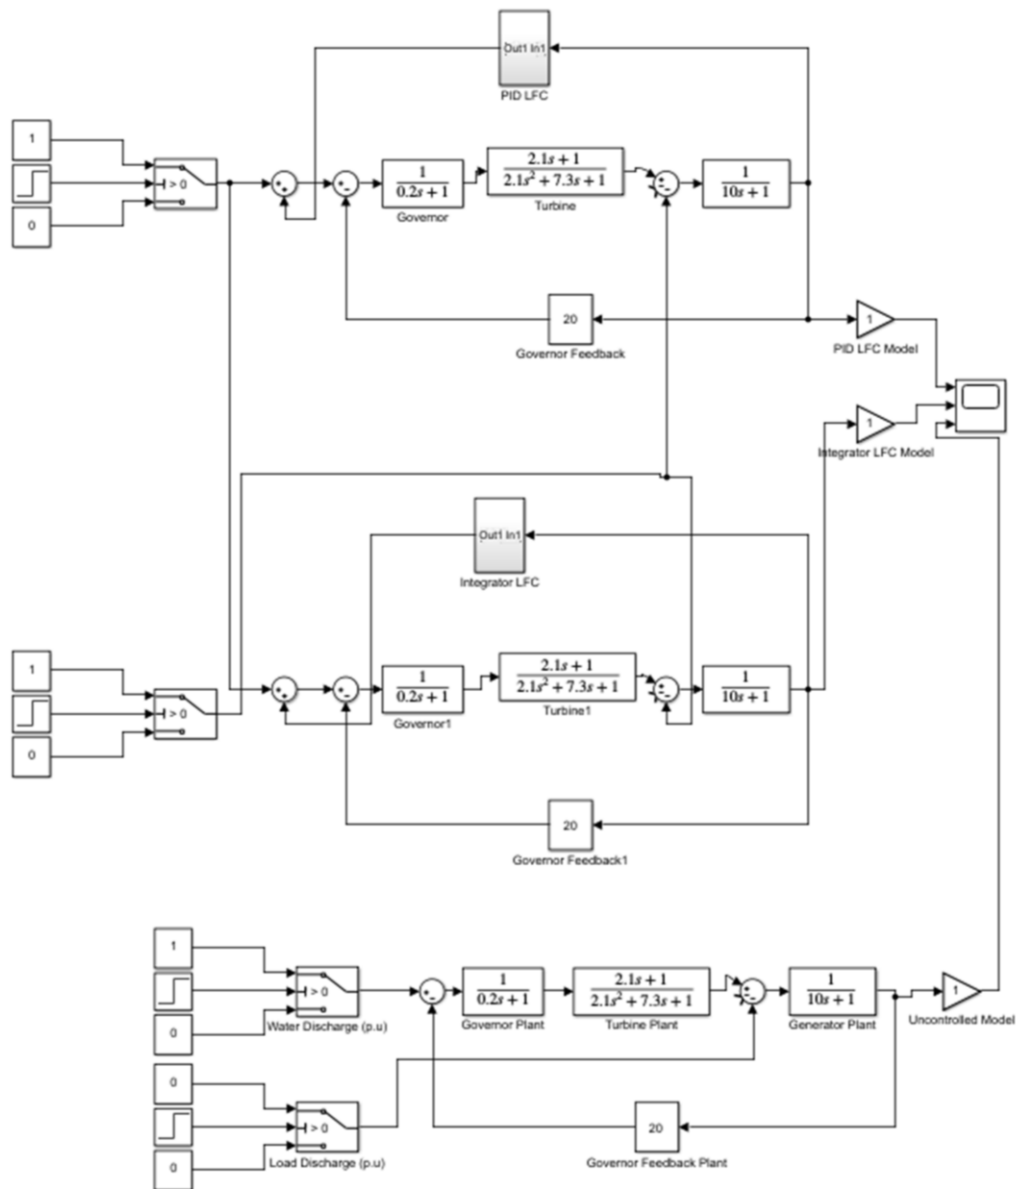 Out1 In1
PID LFC
1
> 0
0
1
0.2s + 1
Governor
2.1s + 1
2.1s² + 7.3s + 1
Turbine
1
10s + 1
20
Governor Feedback
1
PID LFC Model
1
Integrator LFC Model
Out1 In1
Integrator LFC
1
> 0
0
1
0.2s + 1
Governor1
2.1s + 1
2.1s² + 7.3s + 1
Turbine1
1
10s + 1
20
Governor Feedback1
1
> 0
0
Water Discharge (p.u)
1
0.2s + 1
Governor Plant
2.1s + 1
2.1s² + 7.3s + 1
Turbine Plant
1
10s + 1
Generator Plant
1
Uncontrolled Model
0
> 0
0
Load Discharge (p.u)
20
Governor Feedback Plant